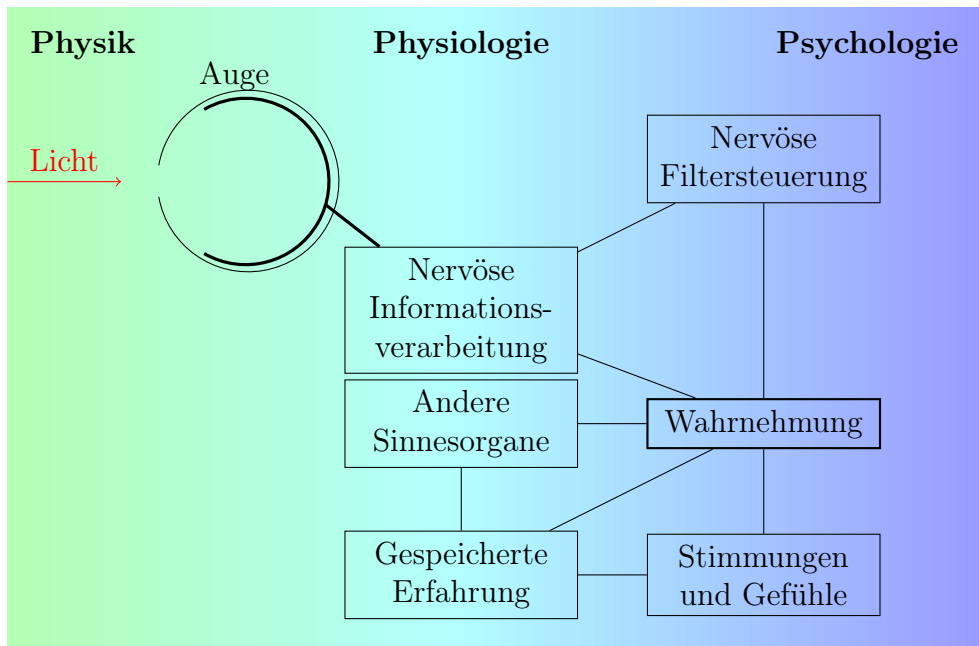 Physik
Physiologie
Psychologie
Auge
Licht
Nervöse
Filtersteuerung
Nervöse
Informations-
verarbeitung
Andere
Sinnesorgane
Wahrnehmung
Gespeicherte
Erfahrung
Stimmungen
und Gefühle